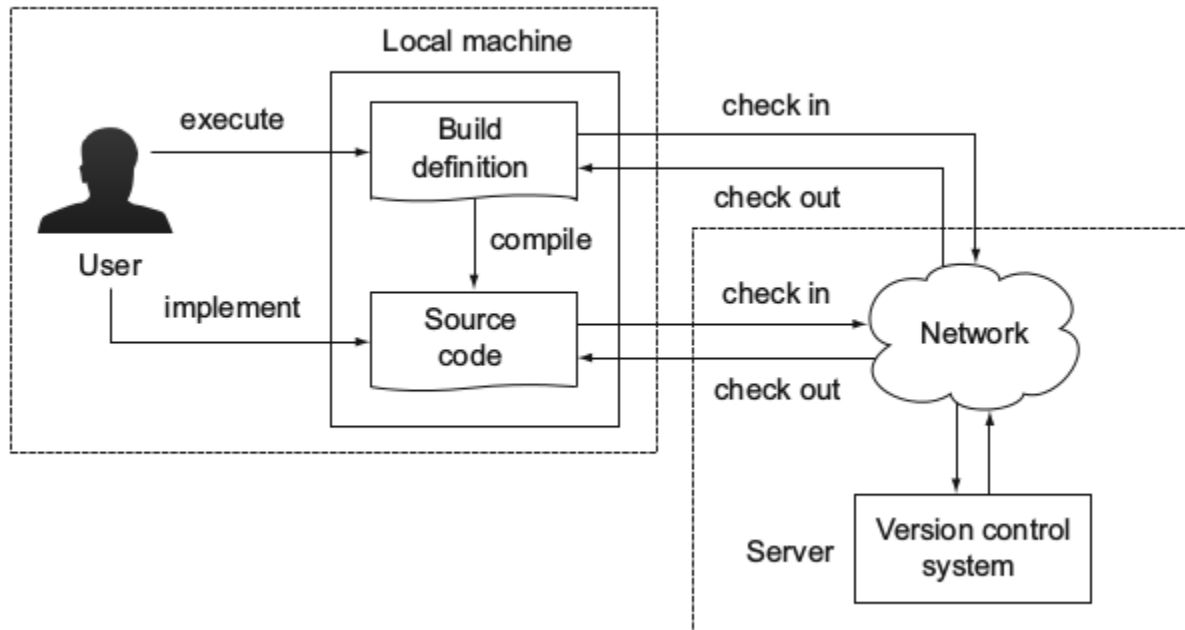 Local machine
execute
Build
definition
check in
check out
User
compile
implement
Source
code
check in
check out
Network
Server
Version control
system